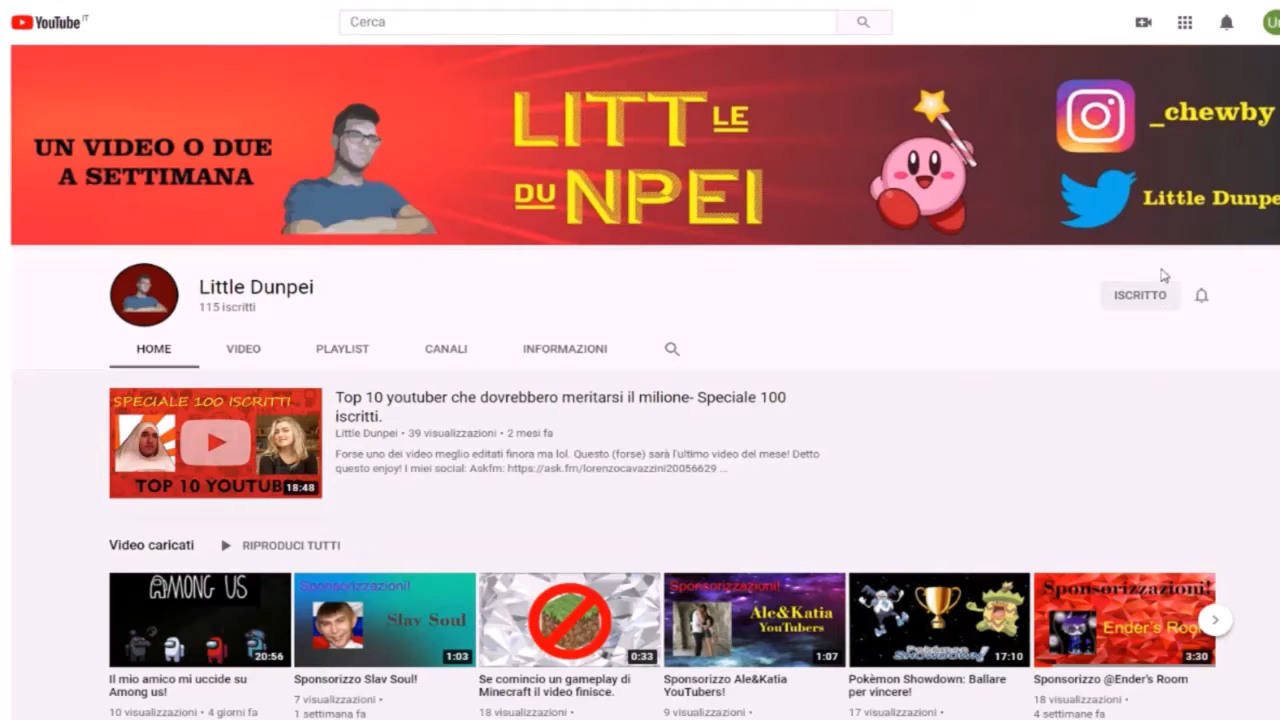 YouTube IT
Cerca
UN VIDEO O DUE
A SETTIMANA
LITTLE
DUNPEI
_chewby
Little Dunpe
Little Dunpei
115 iscritti
ISCRITTO
HOME VIDEO PLAYLIST CANALI INFORMAZIONI
SPECIALE 100 ISCRITTI
TOP 10 YOUTUB
18:48
Top 10 youtuber che dovrebbero meritarsi il milione- Speciale 100
iscritti.
Little Dunpei • 39 visualizzazioni • 2 mesi fa
Forse uno dei video meglio editati finora ma lol. Questo (forse) sarà l'ultimo video del mese! Detto
questo enjoy! I miei social: Askfm: https://ask.fm/lorenzocavazzini20056629 ...
Video caricati RIPRODUCI TUTTI
AMONG US
20:56
Il mio amico mi uccide su
Among us!
10 visualizzazioni • 4 giorni fa
Sponsorizzazioni!
Slav Soul
1:03
Sponsorizzo Slav Soul!
7 visualizzazioni •
1 settimana fa
0:33
Se comincio un gameplay di
Minecraft il video finisce.
18 visualizzazioni •
Sponsorizzazioni!
Ale&Katia
YouTubers
1:07
Sponsorizzo Ale&Katia
YouTubers!
9 visualizzazioni •
Pokémon Showdown!
17:10
Pokèmon Showdown: Ballare
per vincere!
17 visualizzazioni •
Sponsorizzazioni!
Ender's Roo
3:30
Sponsorizzo @Ender's Room
18 visualizzazioni •
4 settimane fa